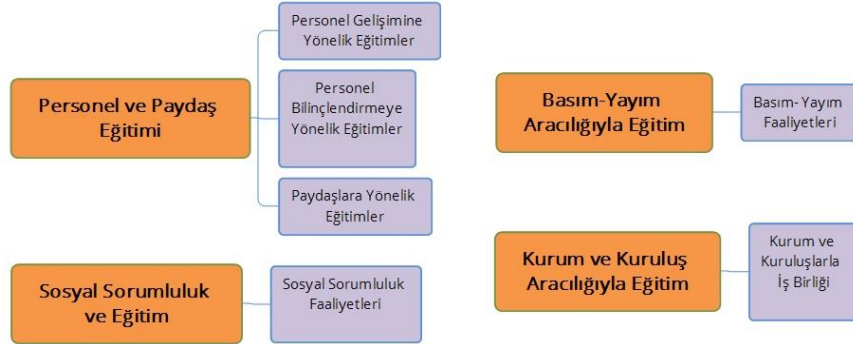 Personel ve Paydaş
Eğitimi
Personel Gelişimine
Yönelik Eğitimler
Personel
Bilinçlendirmeye
Yönelik Eğitimler
Paydaşlara Yönelik
Eğitimler
Sosyal Sorumluluk
ve Eğitim
Sosyal Sorumluluk
Faaliyetleri
Basım-Yayım
Aracılığıyla Eğitim
Basım- Yayım
Faaliyetleri
Kurum ve Kuruluş
Aracılığıyla Eğitim
Kurum ve
Kuruluşlarla
İş Birliği